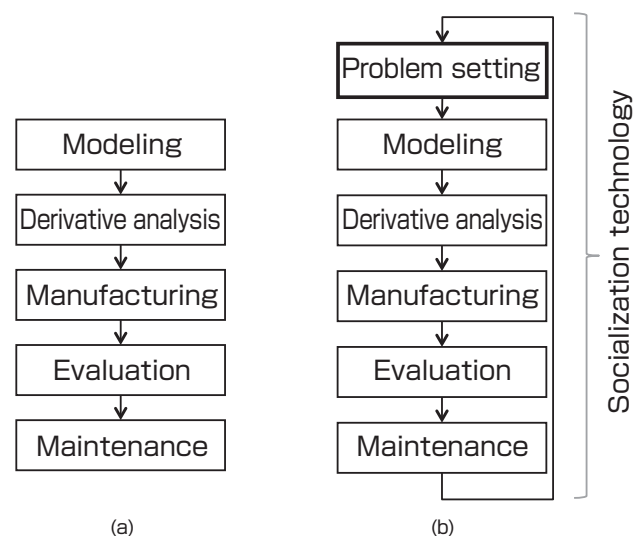 Modeling
Derivative analysis
Manufacturing
Evaluation
Maintenance
(a)
Problem setting
Modeling
Derivative analysis
Manufacturing
Evaluation
Maintenance
(b)
Socialization technology